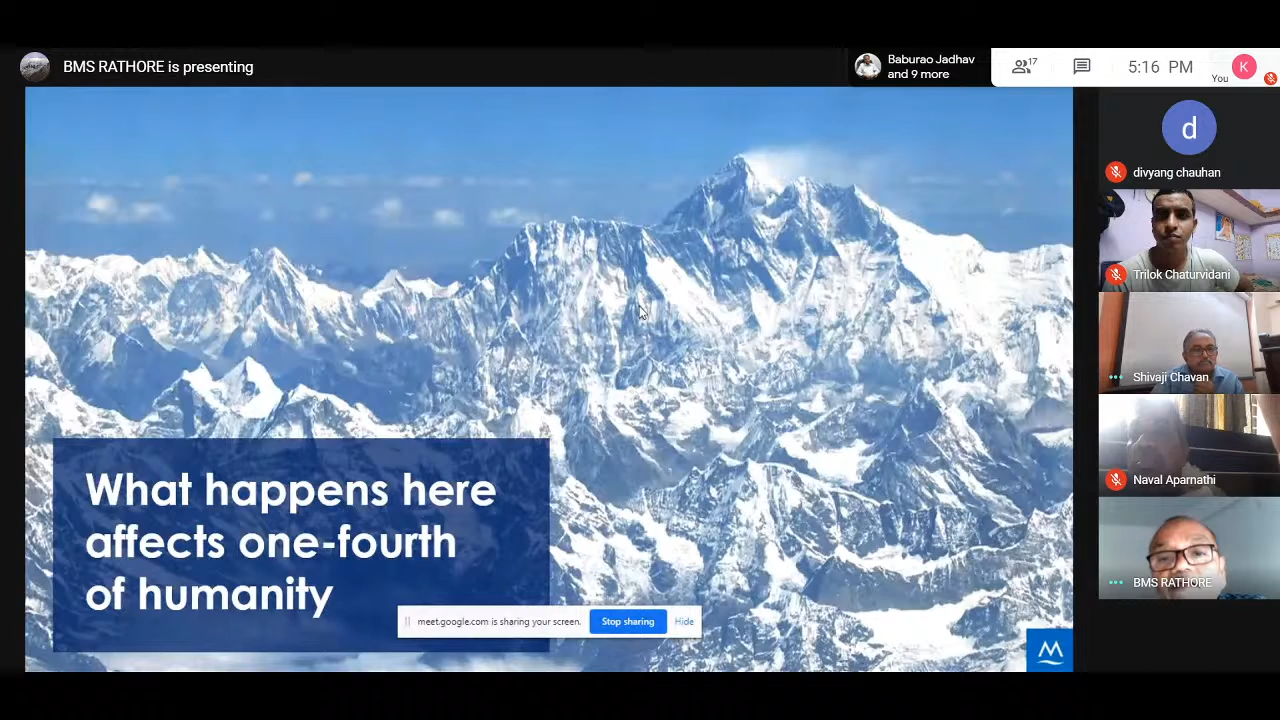 BMS RATHORE is presenting
Baburao Jadhav
and 9 more
17
5:16 PM
You
K
d
divyang chauhan
Trilok Chaturvidani
Shivaji Chavan
Naval Aparnathi
BMS RATHORE
What happens here
affects one-fourth
of humanity
meet.google.com is sharing your screen.
Stop sharing
Hide